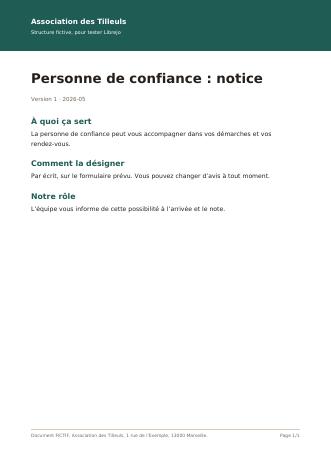 Association des Tilleuls
Structure fictive, pour tester Librejo
Personne de confiance : notice
Version 1 - 2026-05
À quoi ça sert
La personne de confiance peut vous accompagner dans vos démarches et vos
rendez-vous.
Comment la désigner
Par écrit, sur le formulaire prévu. Vous pouvez changer d'avis à tout moment.
Notre rôle
L'équipe vous informe de cette possibilité à l'arrivée et le note.
Document FICTIF, Association des Tilleuls, 1 rue de l'Exemple, 13000 Marseille.
Page 1/1